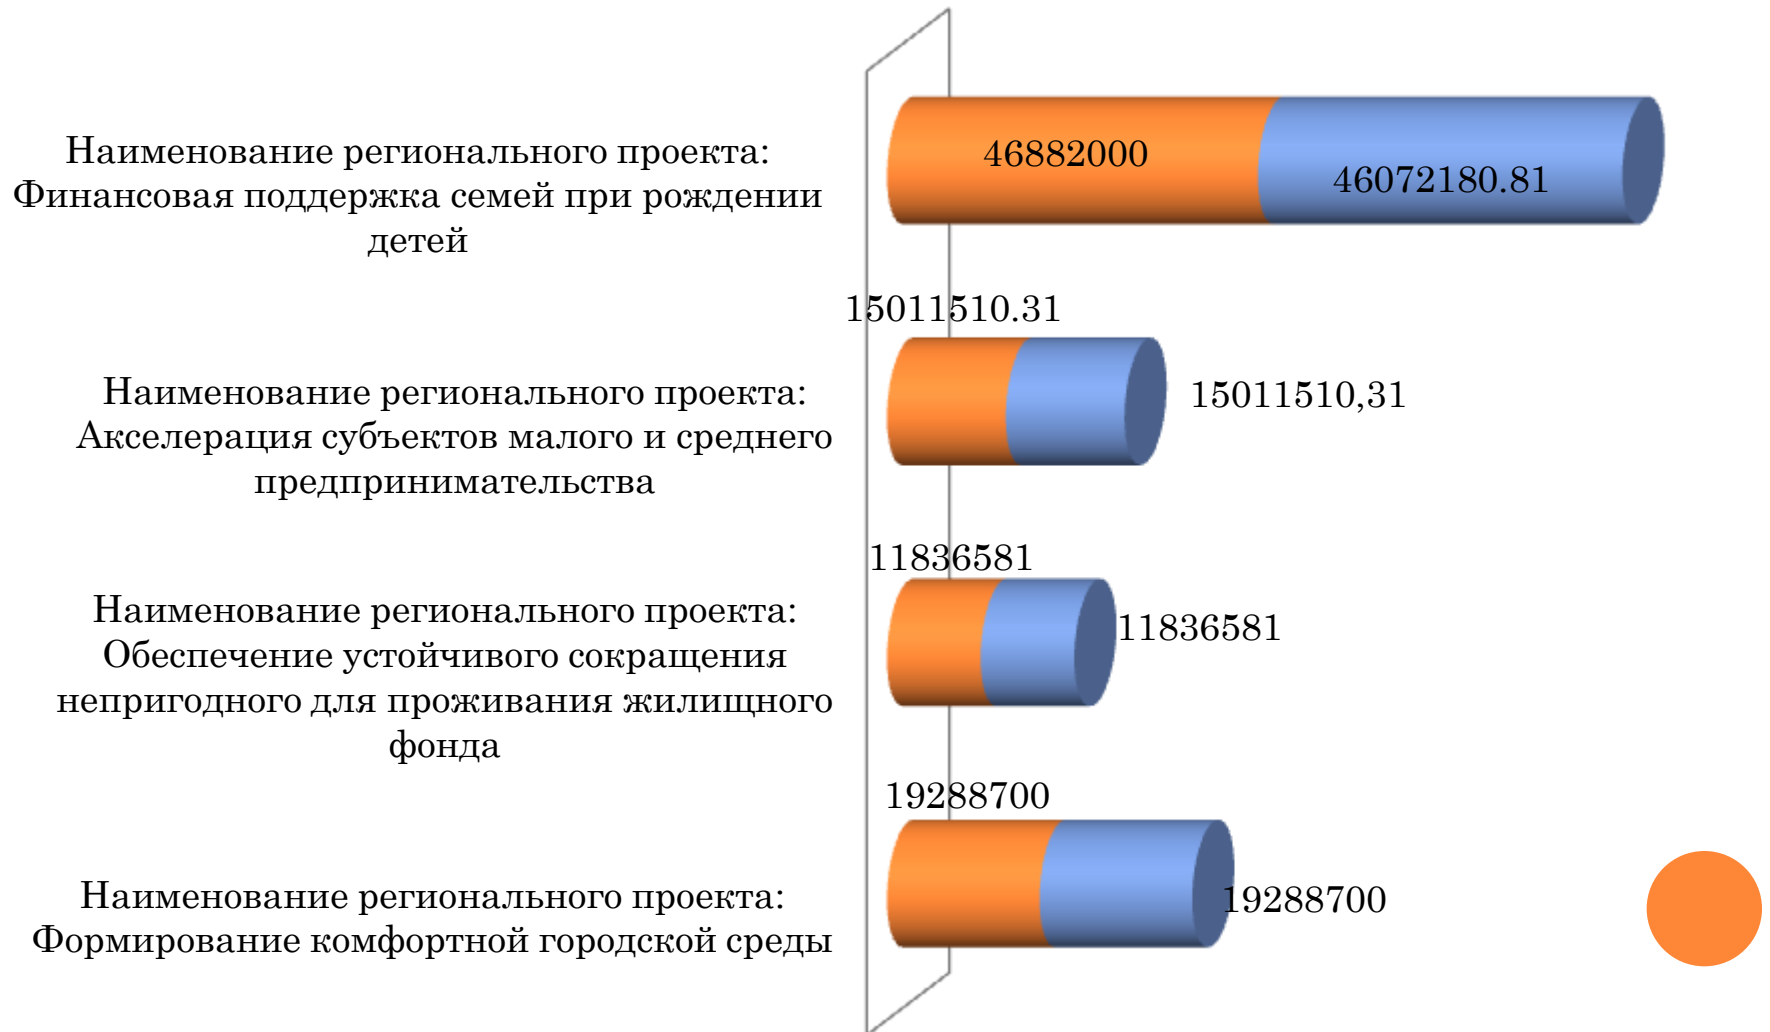 Наименование регионального проекта:
Финансовая поддержка семей при рождении
детей
46882000
46072180.81
15011510.31
Наименование регионального проекта:
Акселерация субъектов малого и среднего
предпринимательства
15011510,31
11836581
Наименование регионального проекта:
Обеспечение устойчивого сокращения
непригодного для проживания жилищного
фонда
11836581
19288700
Наименование регионального проекта:
Формирование комфортной городской среды
19288700